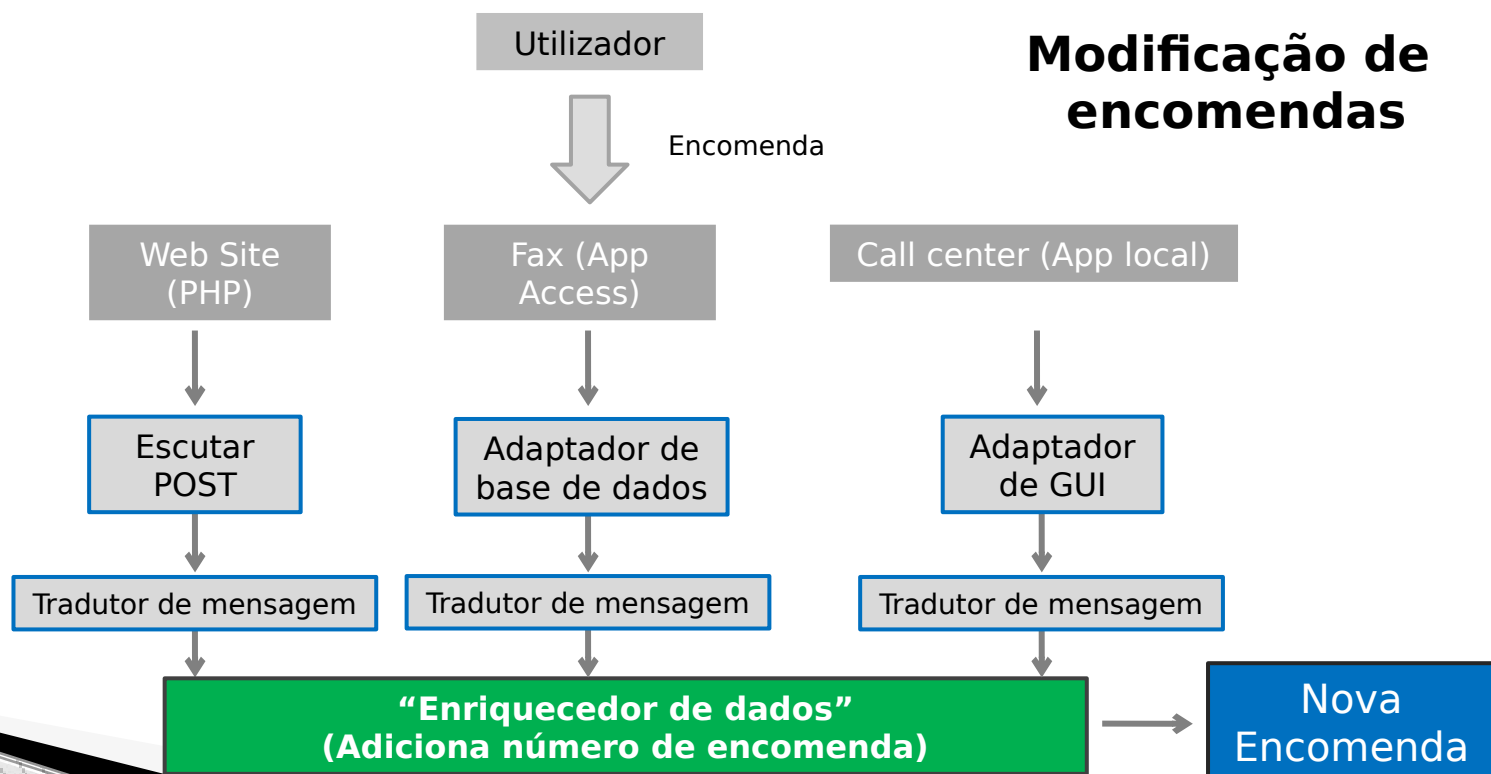 Utilizador
Modificação de
encomendas
Encomenda
Web Site
(PHP)
Fax (App
Access)
Call center (App local)
Escutar
POST
Adaptador de
base de dados
Adaptador
de GUI
Tradutor de mensagem
Tradutor de mensagem
Tradutor de mensagem
“Enriquecedor de dados”
(Adiciona número de encomenda)
Nova
Encomenda